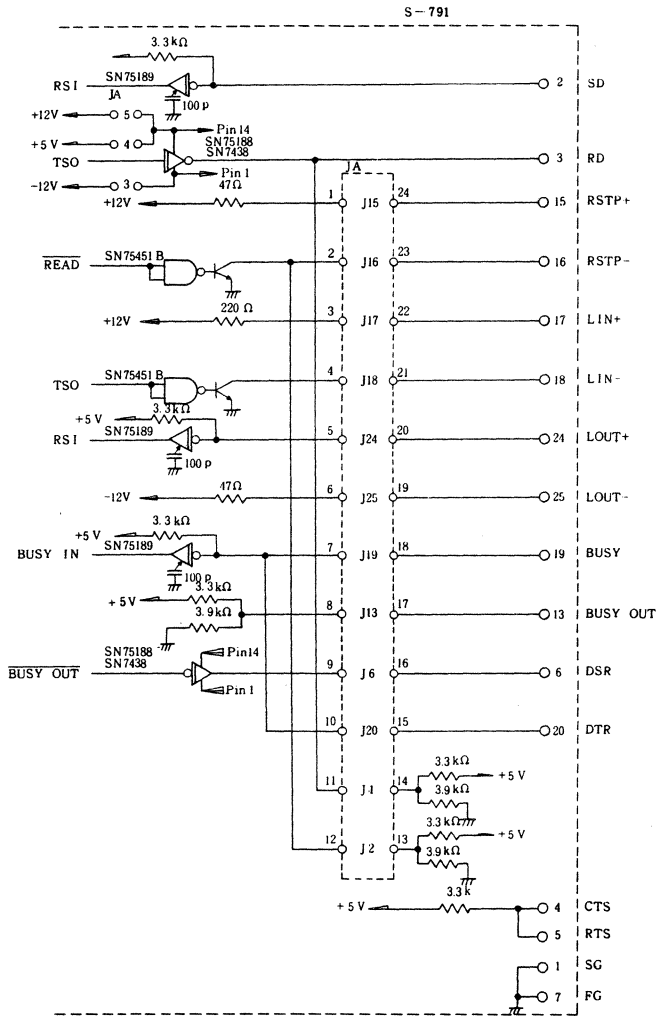 S-791
3.3kΩ
RSI
SN75189
JA
100p
2
SD
+12V
5
Pin14
+5V
4
SN75188
SN7438
TSO
3
RD
-12V
3
Pin 1
JA
+12V
47Ω
1
J15
24
15
RSTP+
READ
SN75451B
2
J16
23
16
RSTP-
+12V
220 Ω
3
J17
22
17
LIN+
TSO
SN75451B
4
J18
21
18
LIN-
+5V
3.3kΩ
RSI
SN75189
100p
5
J24
20
24
LOUT+
-12V
47Ω
6
J25
19
25
LOUT-
+5V
3.3kΩ
BUSY IN
SN75189
100p
7
J19
18
19
BUSY
+5V
3.3kΩ
3.9kΩ
8
J13
17
13
BUSY OUT
BUSY OUT
SN75188
SN7438
Pin14
Pin1
9
J6
16
6
DSR
10
J20
15
20
DTR
11
J1
14
3.3kΩ
+5V
3.9kΩ
12
J2
13
3.3kΩ
+5V
3.9kΩ
+5V
3.3k
4
CTS
5
RTS
1
SG
7
FG